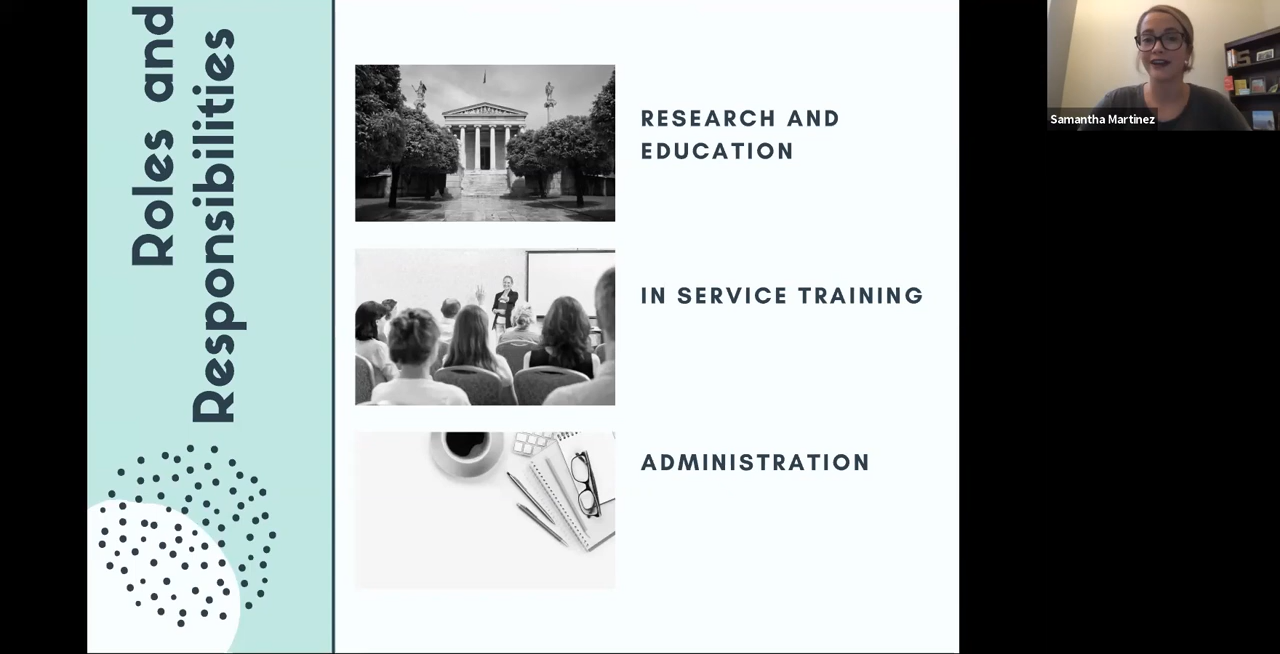 Roles and
Responsibilities
RESEARCH AND
EDUCATION
IN SERVICE TRAINING
ADMINISTRATION
Samantha Martinez